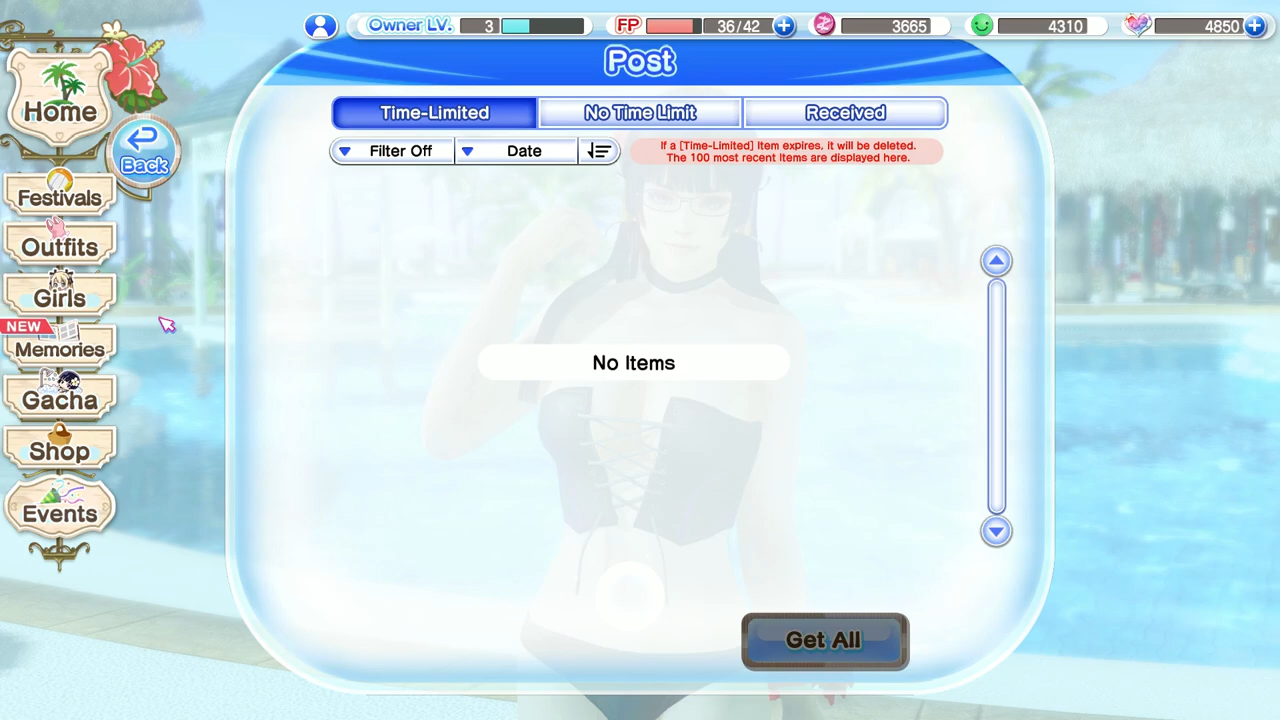 Owner LV. 3
FP 36/42
3665
4310
4850
Post
Home
Back
Festivals
Outfits
Girls
NEW
Memories
Gacha
Shop
Events
Time-Limited
No Time Limit
Received
Filter Off
Date
If a [Time-Limited] Item expires, it will be deleted.
The 100 most recent Items are displayed here.
No Items
Get All